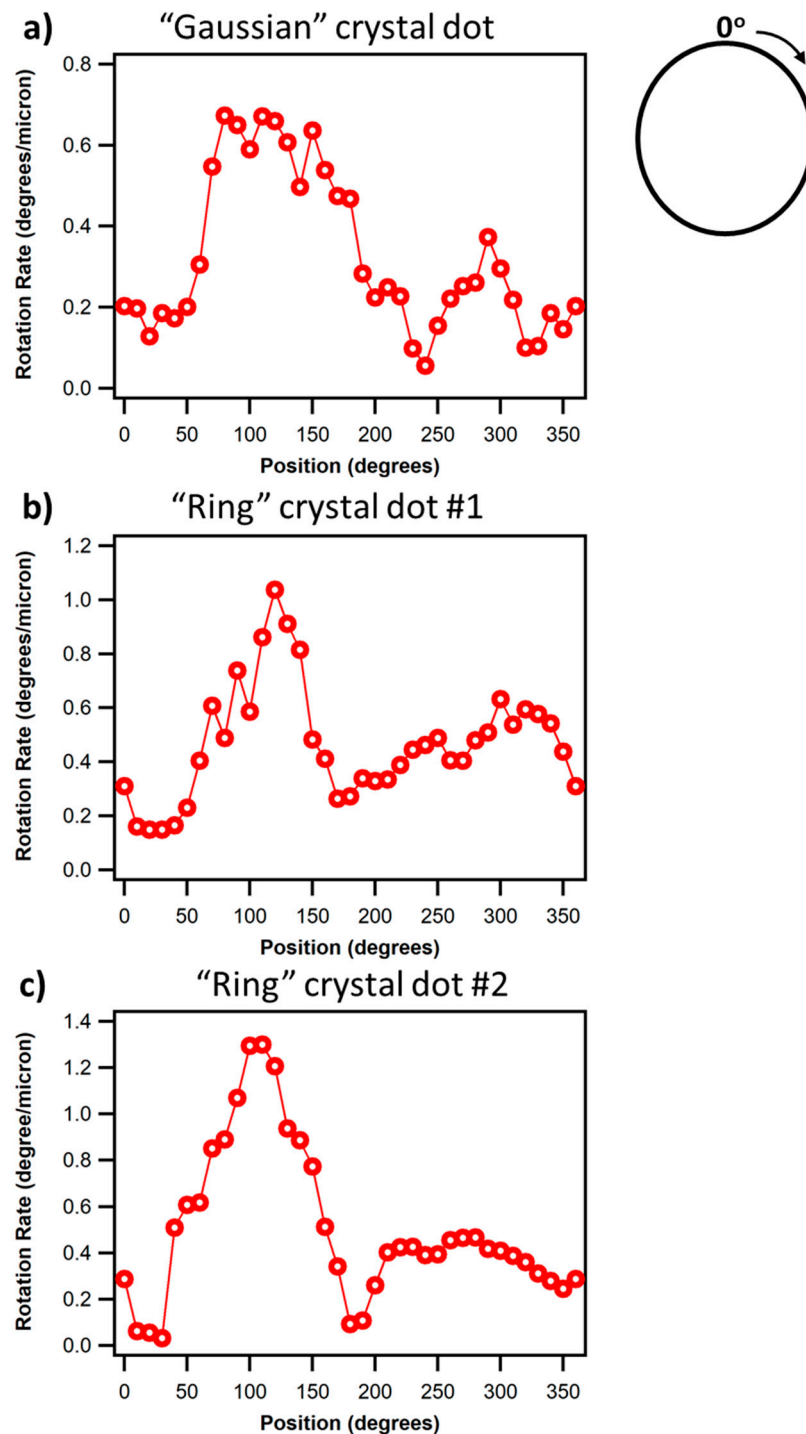 a)
“Gaussian” crystal dot
0°
Rotation Rate (degrees/micron)
0.8
0.6
0.4
0.2
0.0
0 50 100 150 200 250 300 350
Position (degrees)
b)
“Ring” crystal dot #1
Rotation Rate (degrees/micron)
1.2
1.0
0.8
0.6
0.4
0.2
0.0
0 50 100 150 200 250 300 350
Position (degrees)
c)
“Ring” crystal dot #2
Rotation Rate (degree/micron)
1.4
1.2
1.0
0.8
0.6
0.4
0.2
0.0
0 50 100 150 200 250 300 350
Position (degrees)